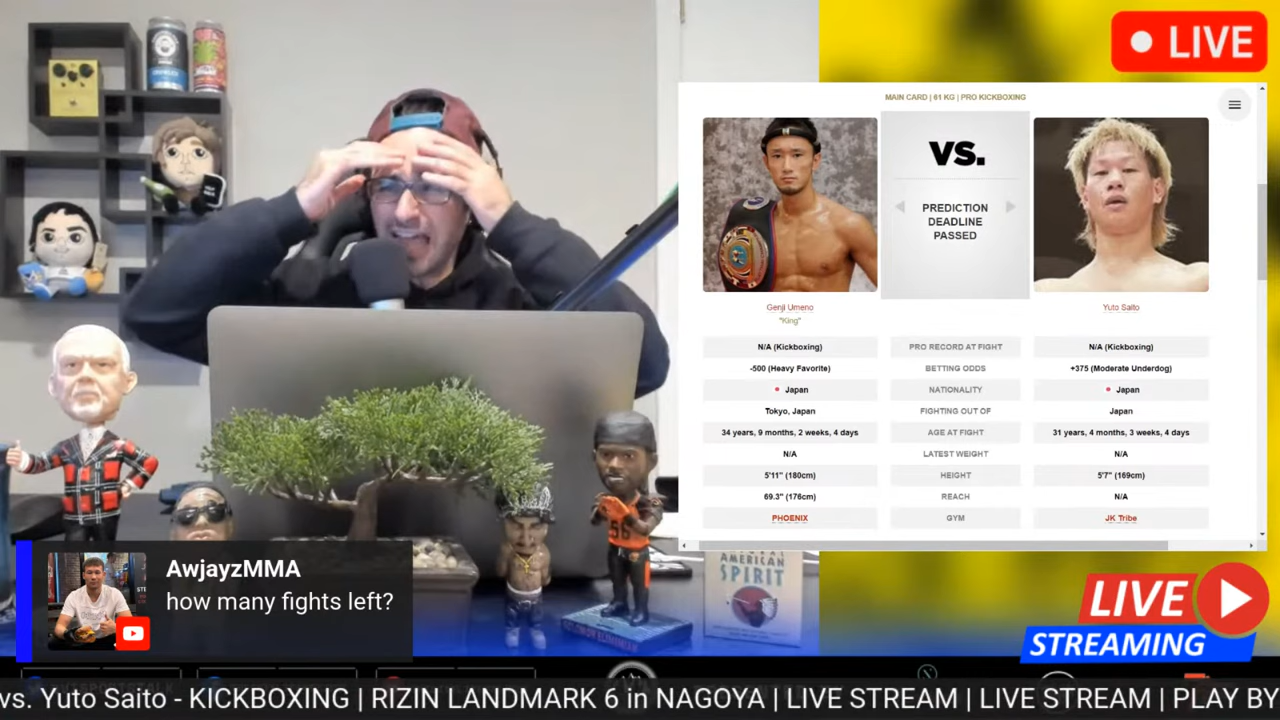 LIVE
MAIN CARD | 61 KG | PRO KICKBOXING
VS.
PREDICTION
DEADLINE
PASSED
Genji Umeno
"King"
Yuto Saito
N/A (Kickboxing) PRO RECORD AT FIGHT N/A (Kickboxing)
-500 (Heavy Favorite) BETTING ODDS +375 (Moderate Underdog)
Japan NATIONALITY Japan
Tokyo, Japan FIGHTING OUT OF Japan
34 years, 9 months, 2 weeks, 4 days AGE AT FIGHT 31 years, 4 months, 3 weeks, 4 days
N/A LATEST WEIGHT N/A
5'11" (180cm) HEIGHT 5'7" (169cm)
69.3" (176cm) REACH N/A
PHOENIX GYM JK Tribe
AMERICAN
SPIRIT
56
AwjayzMMA
how many fights left?
LIVE
STREAMING
vs. Yuto Saito - KICKBOXING | RIZIN LANDMARK 6 in NAGOYA | LIVE STREAM | LIVE STREAM | PLAY BY